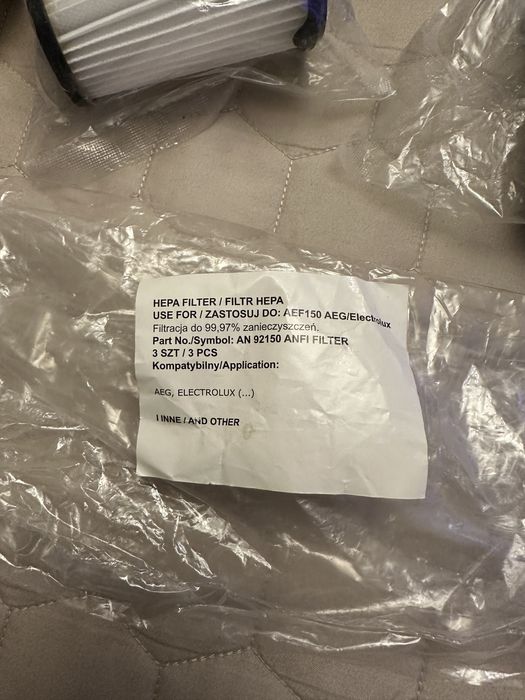 HEPA FILTER / FILTR HEPA
USE FOR / ZASTOSUJ DO: AEF150 AEG/Electrolux
Filtracja do 99,97% zanieczyszczeń.
Part No./Symbol: AN 92150 ANFI FILTER
3 SZT / 3 PCS
Kompatybilny/Application:
AEG, ELECTROLUX (...)
I INNE / AND OTHER